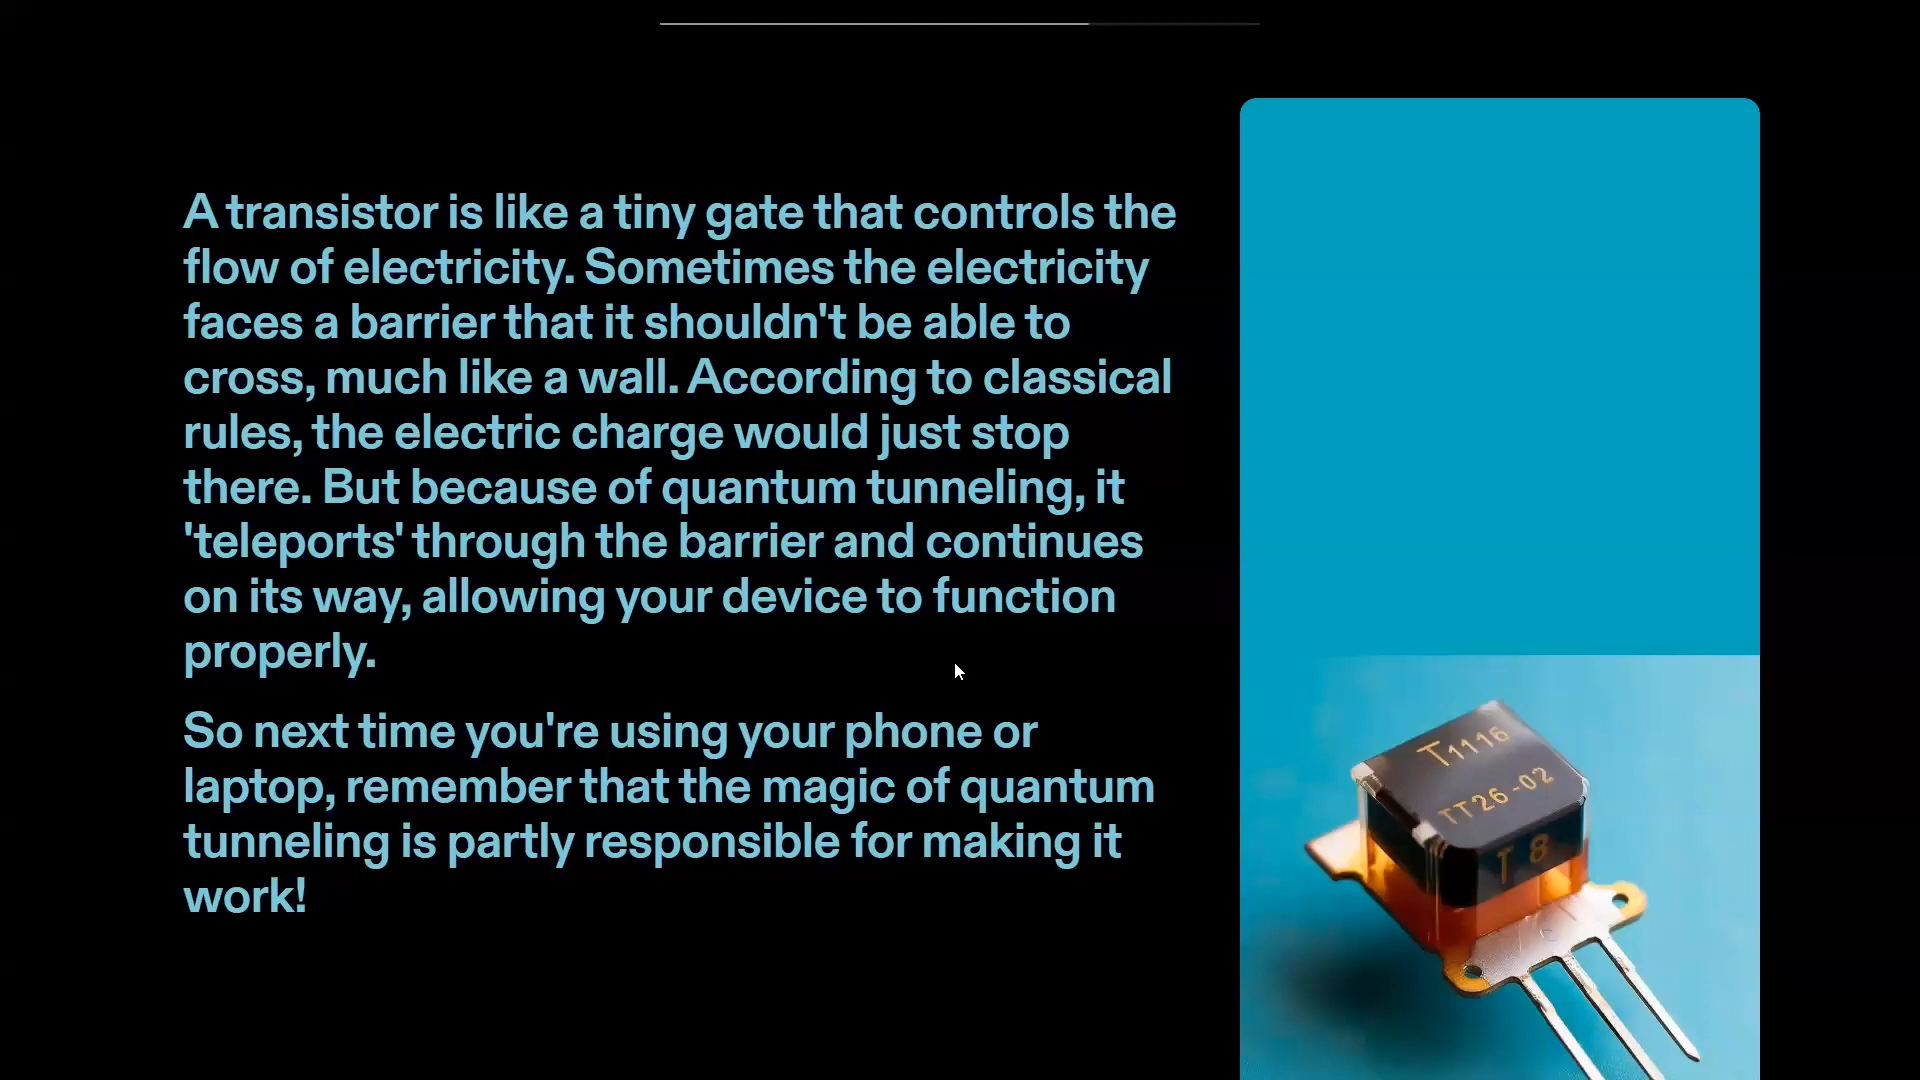 A transistor is like a tiny gate that controls the
flow of electricity. Sometimes the electricity
faces a barrier that it shouldn't be able to
cross, much like a wall. According to classical
rules, the electric charge would just stop
there. But because of quantum tunneling, it
'teleports' through the barrier and continues
on its way, allowing your device to function
properly.
So next time you're using your phone or
laptop, remember that the magic of quantum
tunneling is partly responsible for making it
work!
T1116
TT26-02
T 8